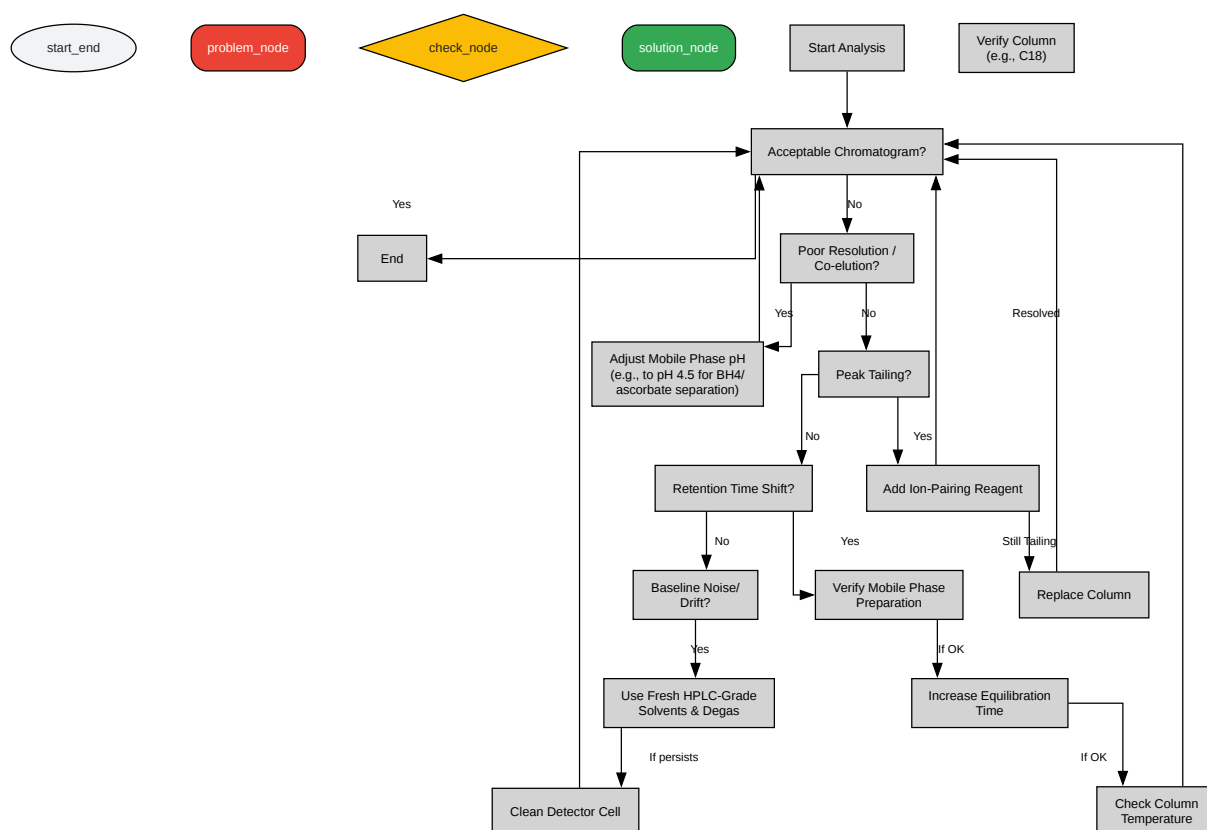 start_end
problem_node
check_node
solution_node
Start Analysis
Verify Column
(e.g., C18)
Acceptable Chromatogram?
Yes
No
End
Poor Resolution /
Co-elution?
Yes
No
Resolved
Adjust Mobile Phase pH
(e.g., to pH 4.5 for BH4/
ascorbate separation)
Peak Tailing?
No
Yes
Retention Time Shift?
Add Ion-Pairing Reagent
No
Yes
Still Tailing
Baseline Noise/
Drift?
Verify Mobile Phase
Preparation
Replace Column
Yes
If OK
Use Fresh HPLC-Grade
Solvents & Degas
Increase Equilibration
Time
If persists
If OK
Clean Detector Cell
Check Column
Temperature